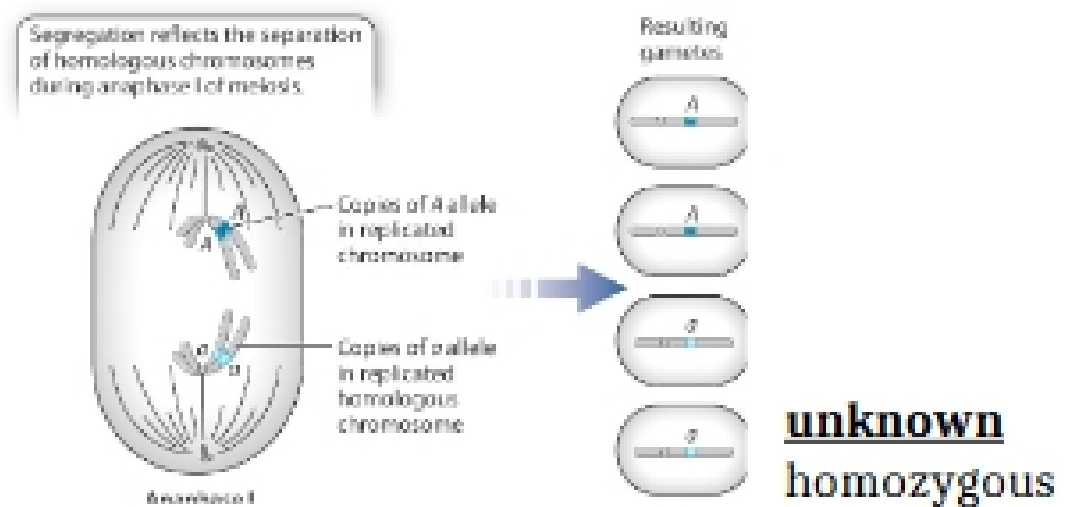 Segregation reflects the separation
of homologous chromosomes
during anaphase I of meiosis.
Resulting
gametes
A
A
A
A
Copies of A allele
in replicated
chromosome
a
a
a
Copies of a allele
in replicated
homologous
chromosome
a
Anaphase I
unknown
homozygous